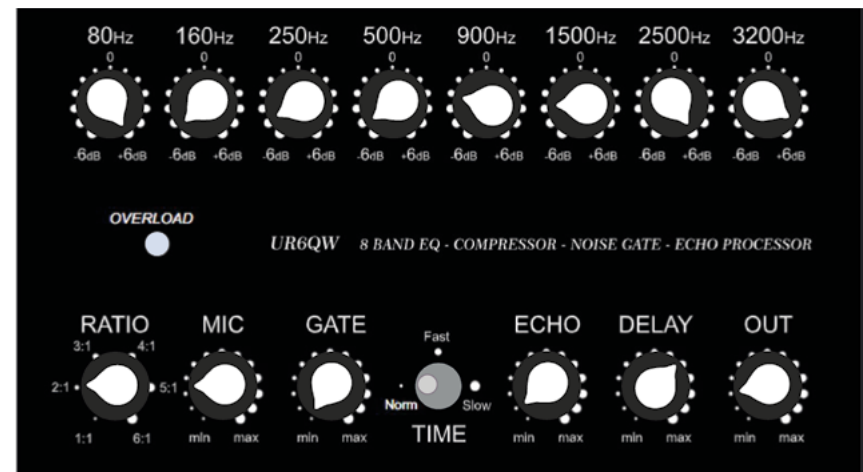 80Hz 160Hz 250Hz 500Hz 900Hz 1500Hz 2500Hz 3200Hz
0 0 0 0 0 0 0 0
-6dB +6dB -6dB +6dB -6dB +6dB -6dB +6dB -6dB +6dB -6dB +6dB -6dB +6dB -6dB +6dB
OVERLOAD
UR6QW 8 BAND EQ - COMPRESSOR - NOISE GATE - ECHO PROCESSOR
RATIO MIC GATE ECHO DELAY OUT
Fast
3:1 4:1
2:1 5:1
Norm Slow
1:1 6:1 min max min max TIME min max min max min max